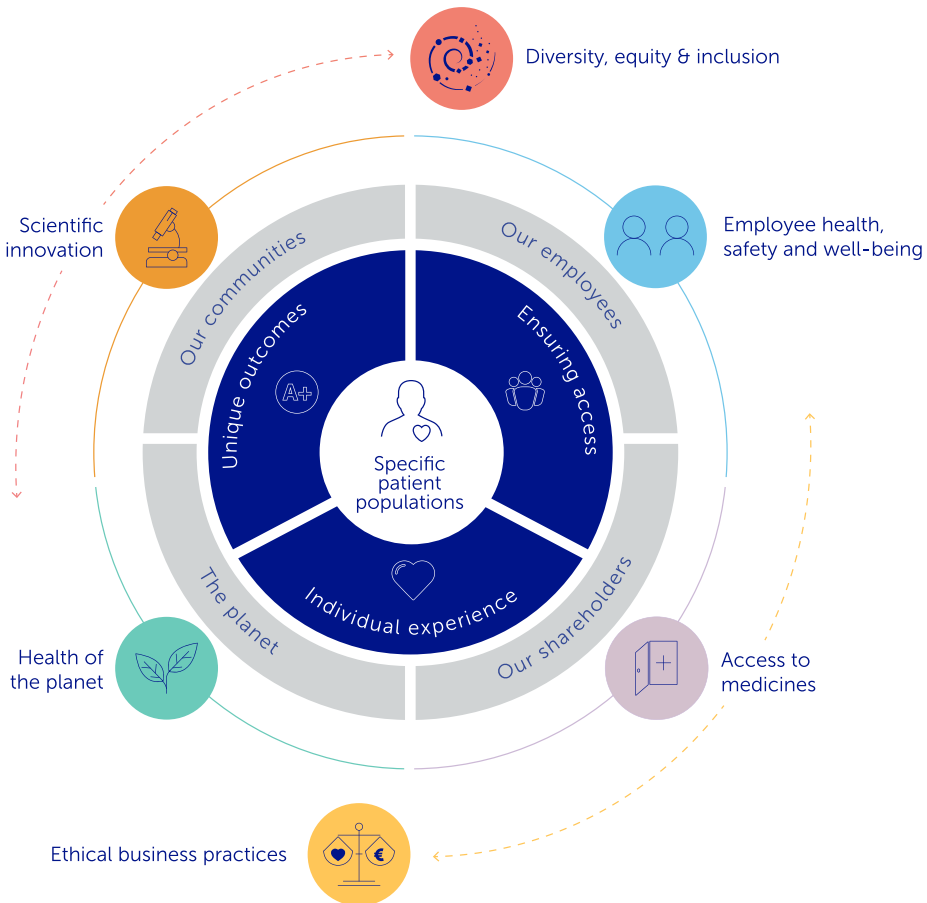 Diversity, equity & inclusion
Scientific
innovation
Employee health,
safety and well-being
Our communities
Our employees
Unique outcomes
A+
Ensuring access
Specific
patient
populations
Individual experience
The planet
Our shareholders
Health of
the planet
Access to
medicines
Ethical business practices
€